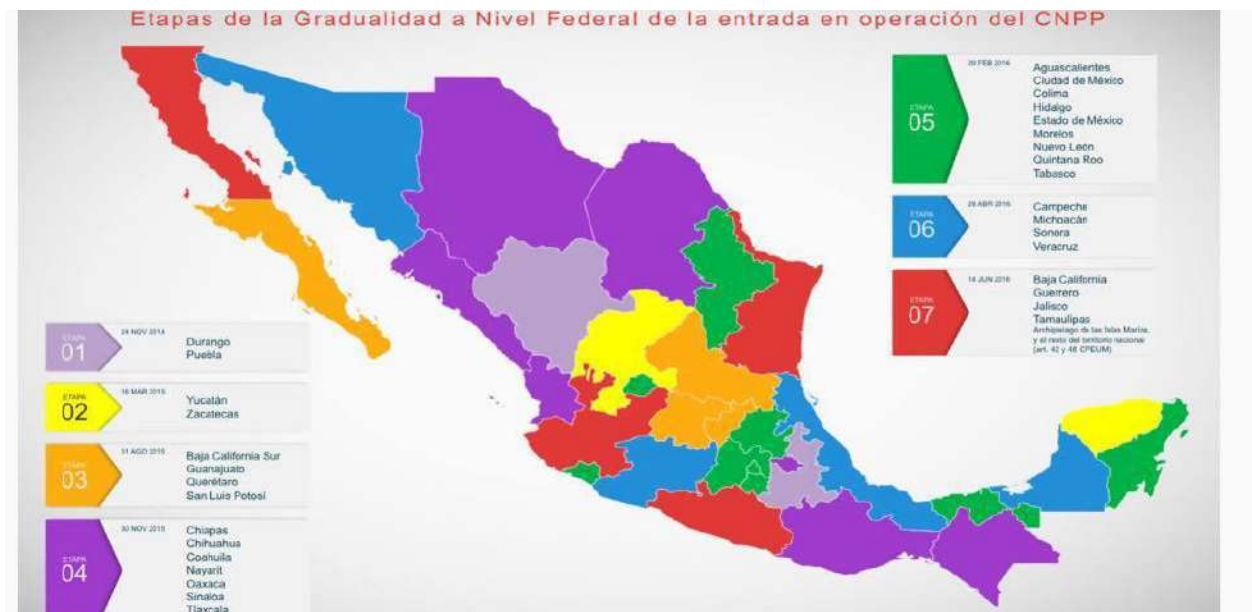 Etapas de la Gradualidad a Nivel Federal de la entrada en operación del CNPP
ETAPA
01
24 NOV 2014
Durango
Puebla
ETAPA
02
16 MAR 2015
Yucatán
Zacatecas
ETAPA
03
31 AGO 2015
Baja California Sur
Guanajuato
Querétaro
San Luis Potosí
ETAPA
04
30 NOV 2015
Chiapas
Chihuahua
Coahuila
Nayarit
Oaxaca
Sinaloa
Tlaxcala
ETAPA
05
29 FEB 2016
Aguascalientes
Ciudad de México
Colima
Hidalgo
Estado de México
Morelos
Nuevo León
Quintana Roo
Tabasco
ETAPA
06
29 ABR 2016
Campeche
Michoacán
Sonora
Veracruz
ETAPA
07
14 JUN 2016
Baja California
Guerrero
Jalisco
Tamaulipas
Archipielago de las Islas Marías,
y el resto del territorio nacional
(art. 42 y 48 CPEUM)